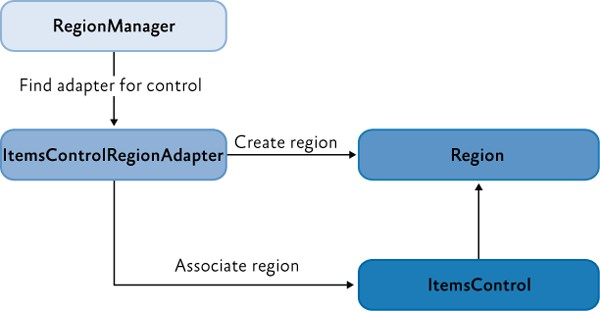 RegionManager
Find adapter for control
ItemsControlRegionAdapter
Create region
Region
Associate region
ItemsControl